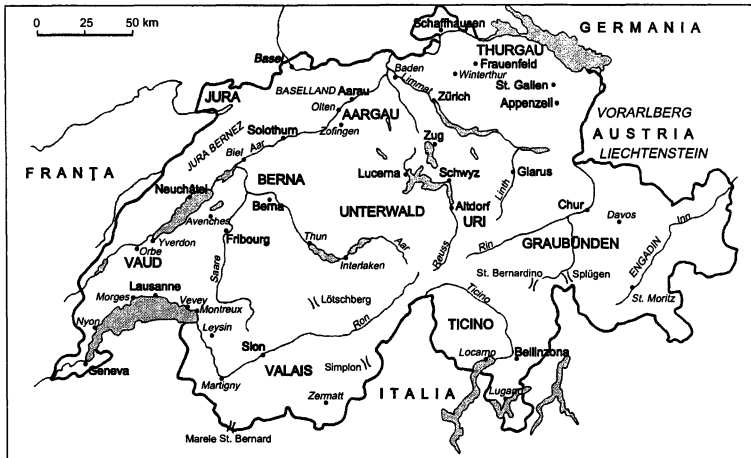 0 25 50 km
GERMANIA
Schaffhausen
THURGAU
Frauenfeld
Winterthur
Basel
Baden
Limmat
St. Gallen
Appenzell
JURA
BASELLAND
Aarau
Olten
AARGAU
Zofingen
Zürich
VORARLBERG
AUSTRIA
LIECHTENSTEIN
Solothurn
JURA BERNEZ
Biel
Aar
Zug
FRANŢA
BERNA
Lucerna
Schwyz
Linth
Glarus
Neuchâtel
Berna
UNTERWALD
Altdorf
URI
Chur
Davos
Inn
Avenches
Fribourg
Thun
Aar
Reuss
Rin
GRAUBÜNDEN
ENGADIN
Yverdon
Orbe
VAUD
Saare
Interlaken
St. Bernardino
Splügen
Lausanne
Morges
Vevey
Montreux
Lötschberg
Ticino
St. Moritz
Nyon
Leysin
Ron
TICINO
Sion
VALAIS
Simplon
Locarno
Bellinzona
Geneva
Martigny
Zermatt
ITALIA
Lugano
Marele St. Bernard